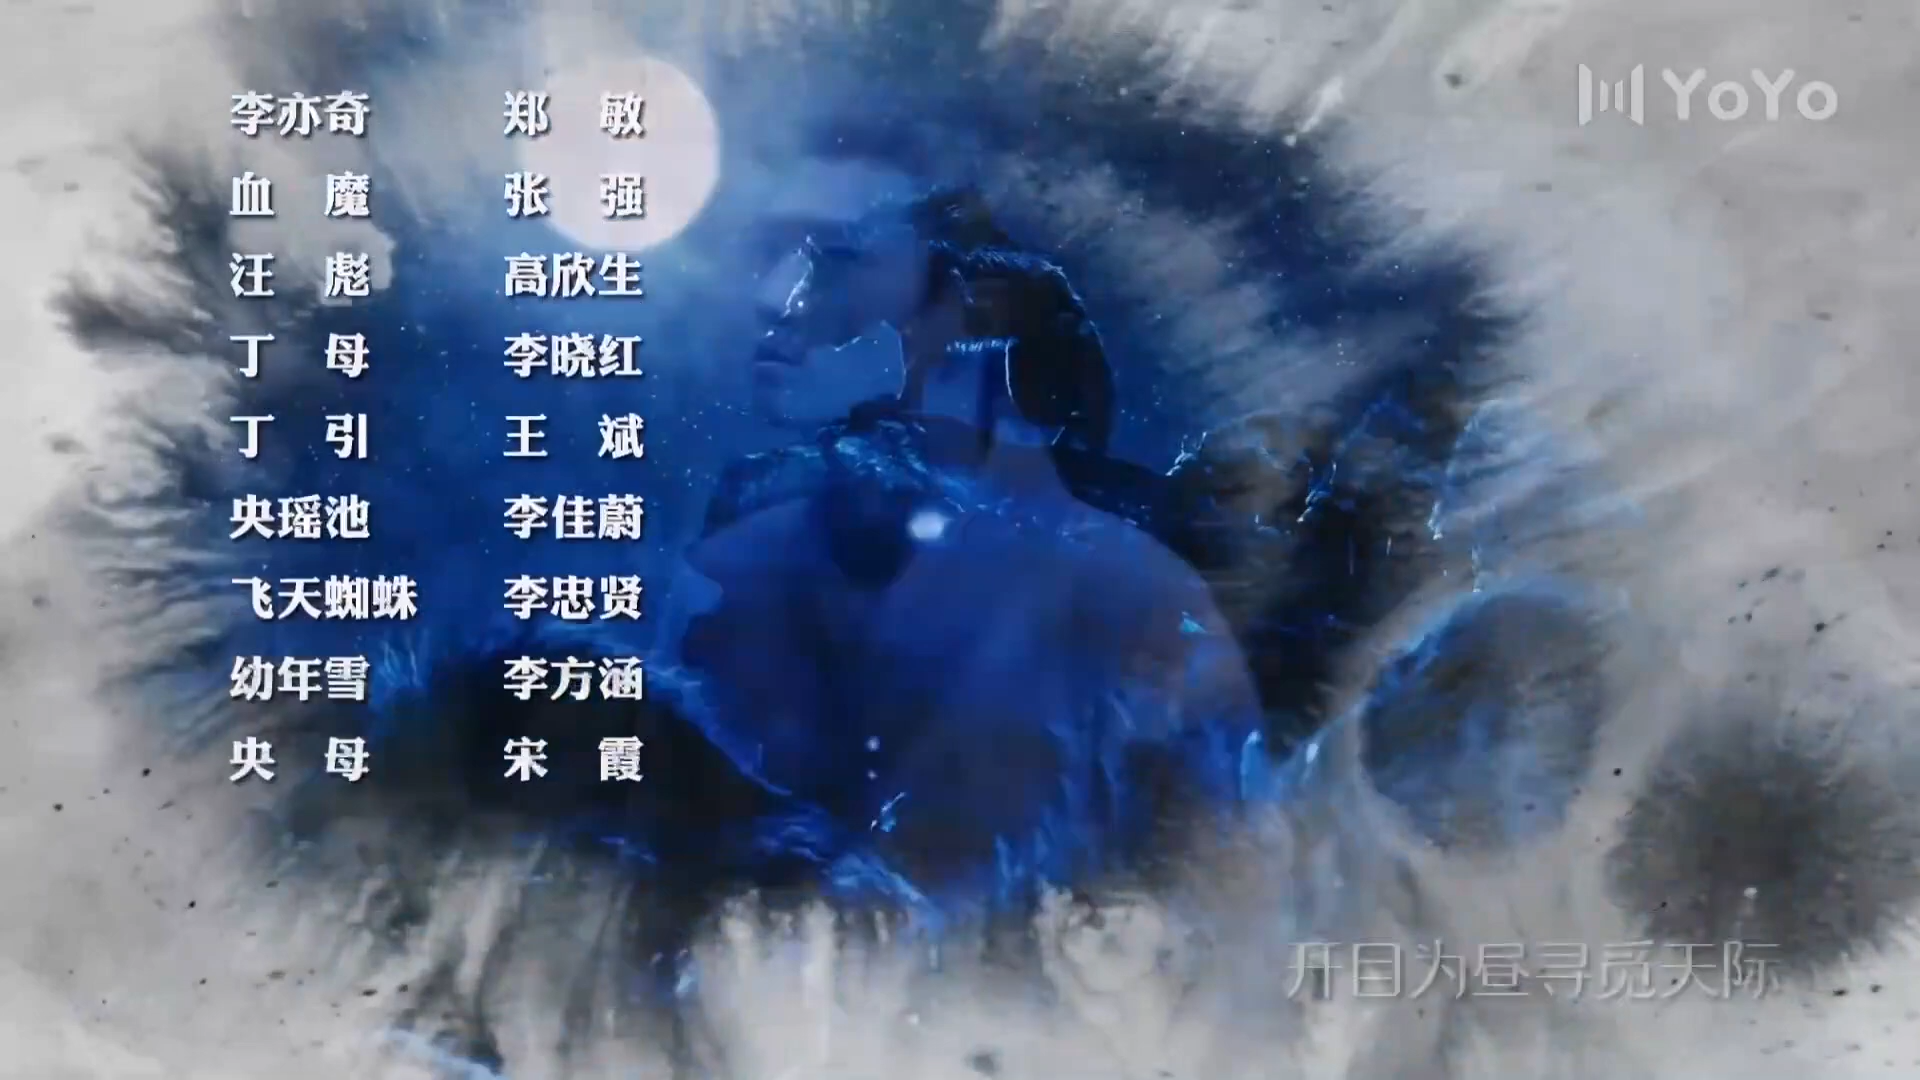 YoYo
李亦奇 郑 敏
血 魔 张 强
汪 彪 高欣生
丁 母 李晓红
丁 引 王 斌
央瑶池 李佳蔚
飞天蜘蛛 李忠贤
幼年雪 李方涵
央 母 宋 霞
开目为昼寻觅天际